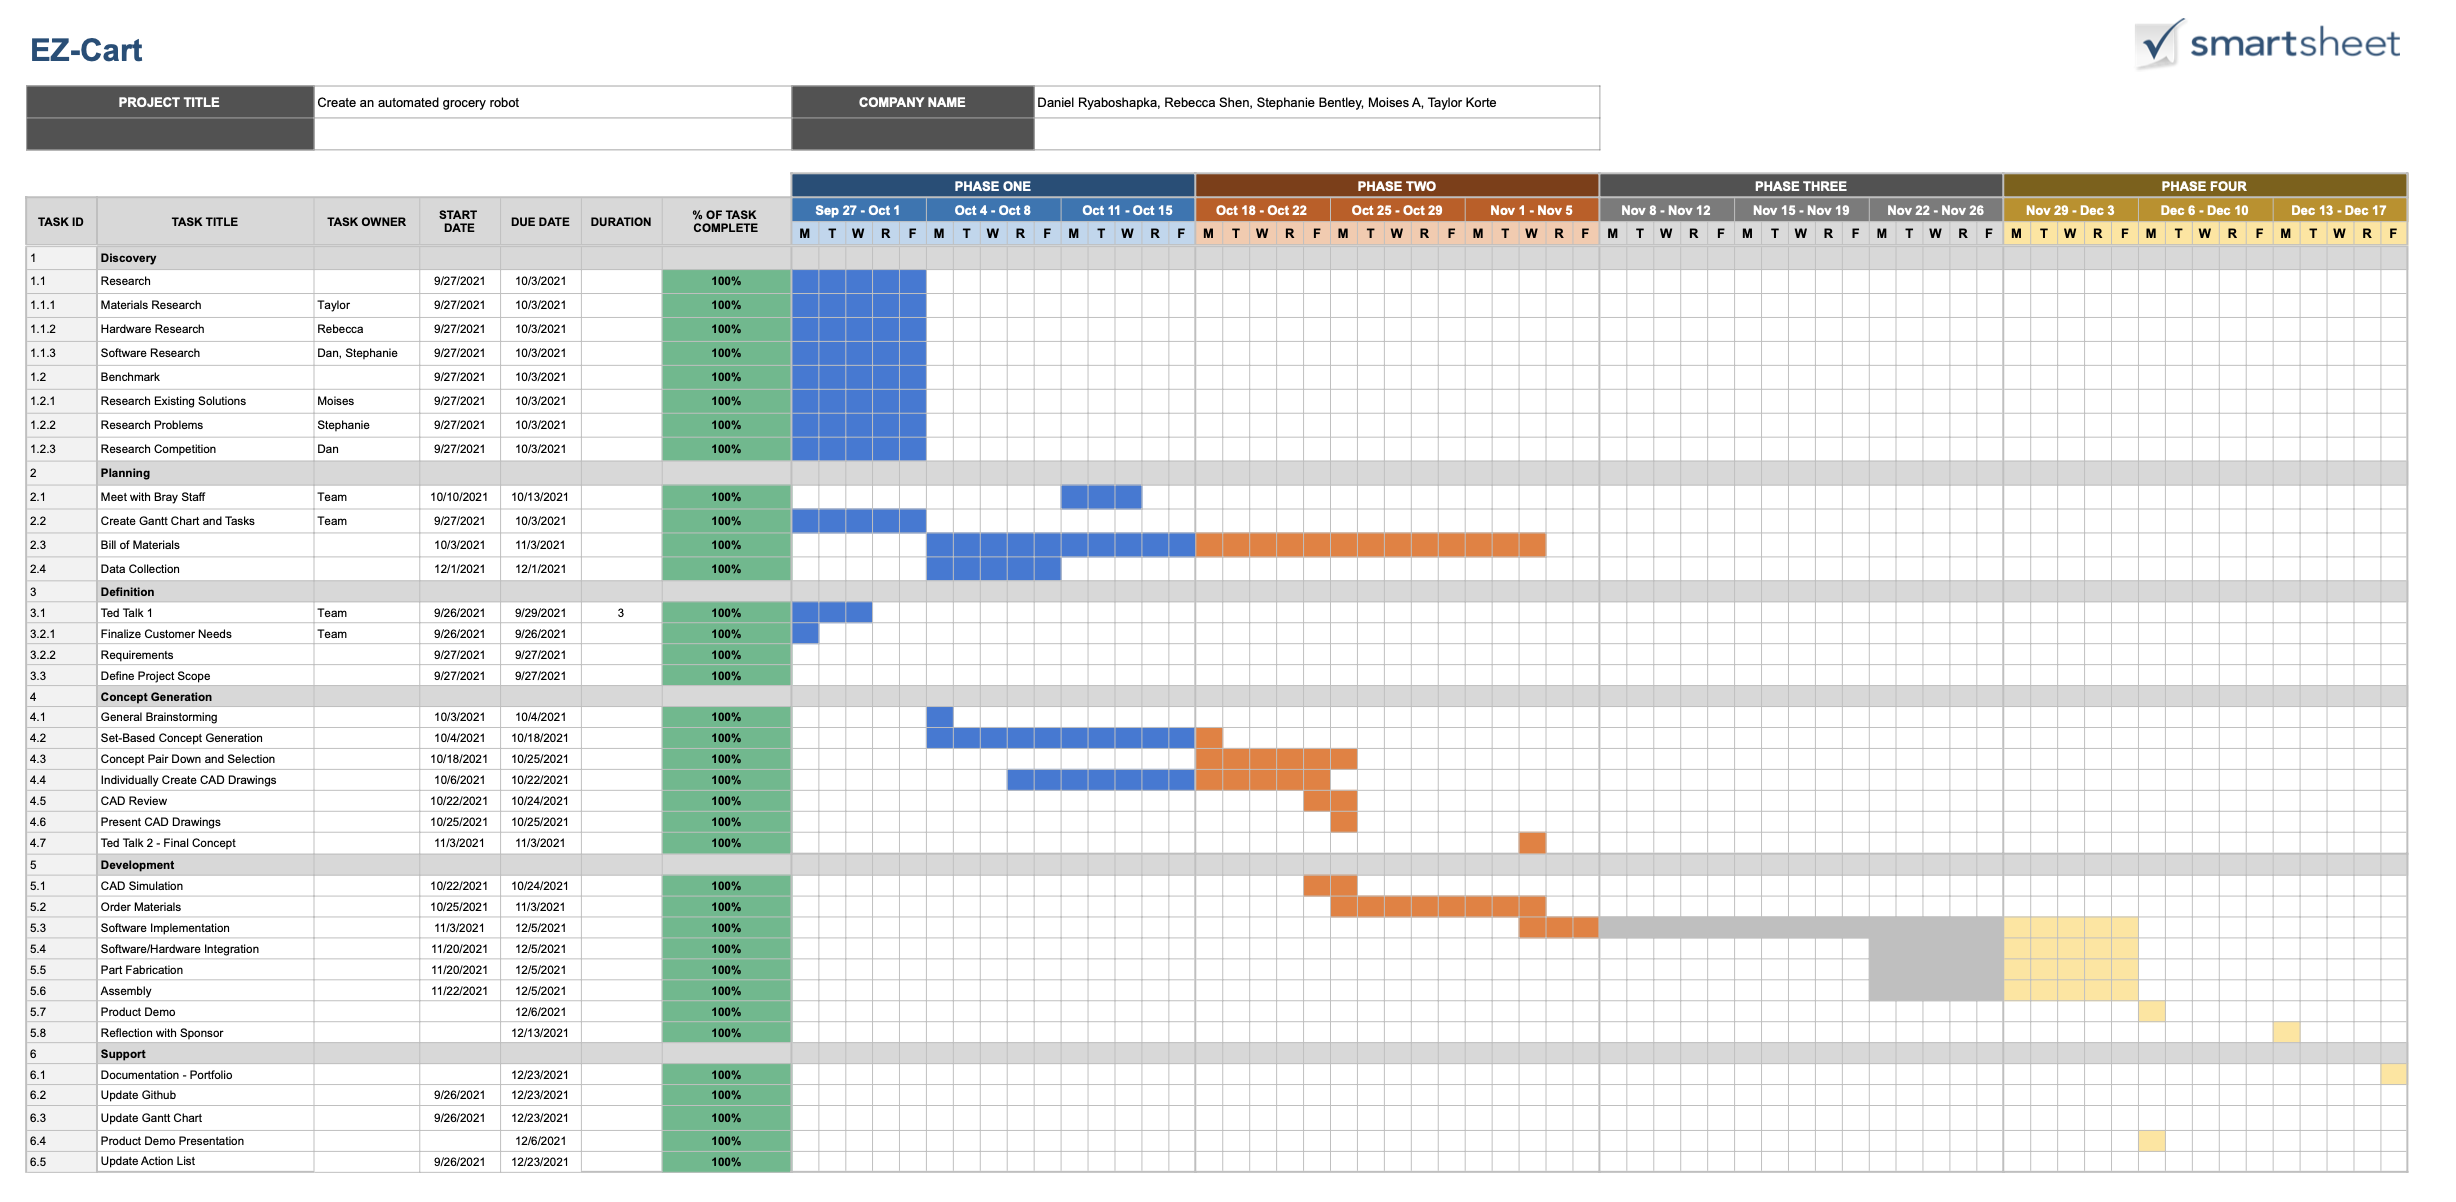 EZ-Cart
smartsheet
PROJECT TITLE Create an automated grocery robot COMPANY NAME Daniel Ryaboshapka, Rebecca Shen, Stephanie Bentley, Moises A, Taylor Korte
PHASE ONE PHASE TWO PHASE THREE PHASE FOUR
TASK ID TASK TITLE TASK OWNER START DATE DUE DATE DURATION % OF TASK COMPLETE
Sep 27 - Oct 1 Oct 4 - Oct 8 Oct 11 - Oct 15 Oct 18 - Oct 22 Oct 25 - Oct 29 Nov 1 - Nov 5 Nov 8 - Nov 12 Nov 15 - Nov 19 Nov 22 - Nov 26 Nov 29 - Dec 3 Dec 6 - Dec 10 Dec 13 - Dec 17
M T W R F M T W R F M T W R F M T W R F M T W R F M T W R F M T W R F M T W R F M T W R F M T W R F M T W R F M T W R F
1 Discovery
1.1 Research 9/27/2021 10/3/2021 100%
1.1.1 Materials Research Taylor 9/27/2021 10/3/2021 100%
1.1.2 Hardware Research Rebecca 9/27/2021 10/3/2021 100%
1.1.3 Software Research Dan, Stephanie 9/27/2021 10/3/2021 100%
1.2 Benchmark 9/27/2021 10/3/2021 100%
1.2.1 Research Existing Solutions Moises 9/27/2021 10/3/2021 100%
1.2.2 Research Problems Stephanie 9/27/2021 10/3/2021 100%
1.2.3 Research Competition Dan 9/27/2021 10/3/2021 100%
2 Planning
2.1 Meet with Bray Staff Team 10/10/2021 10/13/2021 100%
2.2 Create Gantt Chart and Tasks Team 9/27/2021 10/3/2021 100%
2.3 Bill of Materials 10/3/2021 11/3/2021 100%
2.4 Data Collection 12/1/2021 12/1/2021 100%
3 Definition
3.1 Ted Talk 1 Team 9/26/2021 9/29/2021 3 100%
3.2.1 Finalize Customer Needs Team 9/26/2021 9/26/2021 100%
3.2.2 Requirements 9/27/2021 9/27/2021 100%
3.3 Define Project Scope 9/27/2021 9/27/2021 100%
4 Concept Generation
4.1 General Brainstorming 10/3/2021 10/4/2021 100%
4.2 Set-Based Concept Generation 10/4/2021 10/18/2021 100%
4.3 Concept Pair Down and Selection 10/18/2021 10/25/2021 100%
4.4 Individually Create CAD Drawings 10/6/2021 10/22/2021 100%
4.5 CAD Review 10/22/2021 10/24/2021 100%
4.6 Present CAD Drawings 10/25/2021 10/25/2021 100%
4.7 Ted Talk 2 - Final Concept 11/3/2021 11/3/2021 100%
5 Development
5.1 CAD Simulation 10/22/2021 10/24/2021 100%
5.2 Order Materials 10/25/2021 11/3/2021 100%
5.3 Software Implementation 11/3/2021 12/5/2021 100%
5.4 Software/Hardware Integration 11/20/2021 12/5/2021 100%
5.5 Part Fabrication 11/20/2021 12/5/2021 100%
5.6 Assembly 11/22/2021 12/5/2021 100%
5.7 Product Demo 12/6/2021 100%
5.8 Reflection with Sponsor 12/13/2021 100%
6 Support
6.1 Documentation - Portfolio 12/23/2021 100%
6.2 Update Github 9/26/2021 12/23/2021 100%
6.3 Update Gantt Chart 9/26/2021 12/23/2021 100%
6.4 Product Demo Presentation 12/6/2021 100%
6.5 Update Action List 9/26/2021 12/23/2021 100%